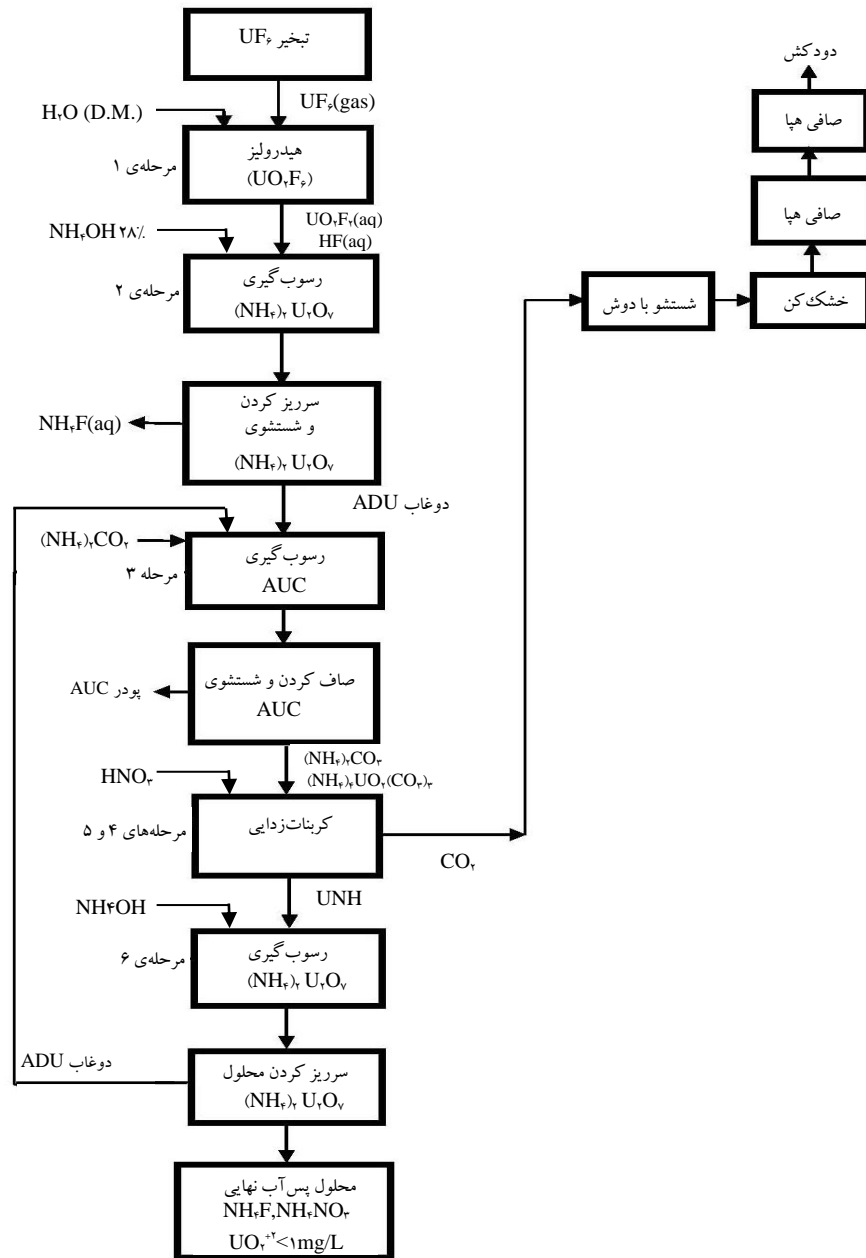 تبخیر UF۶
UF۶(gas)
H۲O (D.M.)
هیدرولیز
(UO۲F۶)
مرحله‌ی ۱
UO۲F۲(aq)
HF(aq)
NH۴OH ۲۸٪
رسوب‌گیری
(NH۴)۲ U۲O۷
مرحله‌ی ۲
سرریز کردن
و شستشوی
(NH۴)۲ U۲O۷
NH۴F(aq)
دوغاب ADU
(NH۴)۲CO۲
رسوب‌گیری
AUC
مرحله ۳
صاف کردن و شستشوی
AUC
پودر AUC
(NH۴)۲CO۳
(NH۴)۴UO۲(CO۳)۳
HNO۳
کربنات‌زدایی
مرحله‌های ۴ و ۵
CO۲
UNH
NH۴OH
رسوب‌گیری
(NH۴)۲ U۲O۷
مرحله‌ی ۶
دوغاب ADU
سرریز کردن محلول
(NH۴)۲ U۲O۷
محلول پس‌آب نهایی
NH۴F,NH۴NO۳
UO۲⁺²<۱mg/L
دودکش
صافی هپا
صافی هپا
خشک‌کن
شستشو با دوش